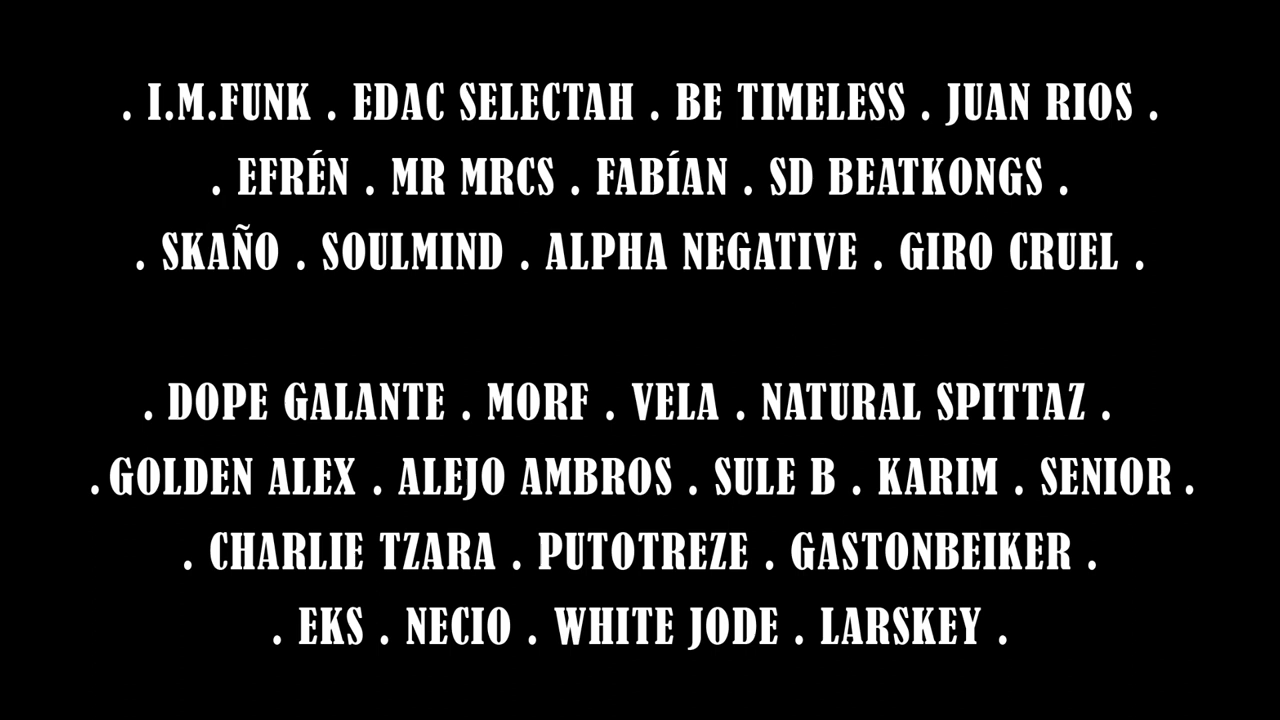 . I.M.FUNK . EDAC SELECTAH . BE TIMELESS . JUAN RIOS .
. EFRÉN . MR MRCS . FABÍAN . SD BEATKONGS .
. SKAÑO . SOULMIND . ALPHA NEGATIVE . GIRO CRUEL .
. DOPE GALANTE . MORF . VELA . NATURAL SPITTAZ .
. GOLDEN ALEX . ALEJO AMBROS . SULE B . KARIM . SENIOR .
. CHARLIE TZARA . PUTOTREZE . GASTONBEIKER .
. EKS . NECIO . WHITE JODE . LARSKEY .